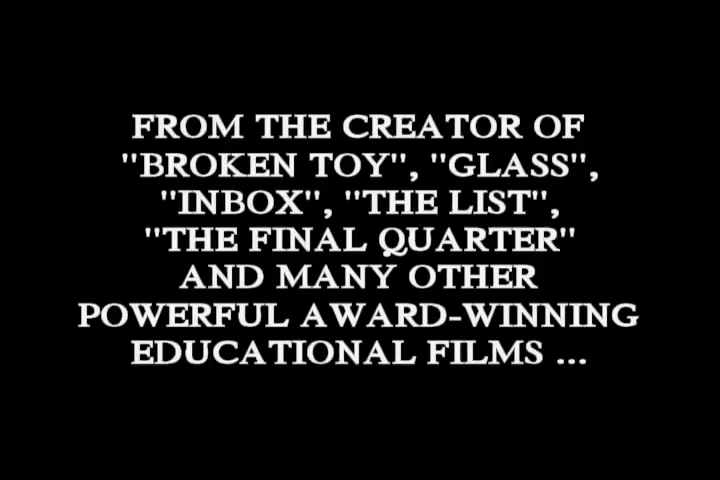 FROM THE CREATOR OF
"BROKEN TOY", "GLASS",
"INBOX", "THE LIST",
"THE FINAL QUARTER"
AND MANY OTHER
POWERFUL AWARD-WINNING
EDUCATIONAL FILMS ...